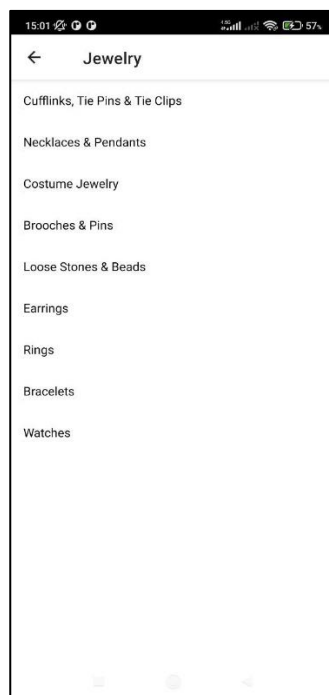 15:01 57%
Jewelry
Cufflinks, Tie Pins & Tie Clips
Necklaces & Pendants
Costume Jewelry
Brooches & Pins
Loose Stones & Beads
Earrings
Rings
Bracelets
Watches